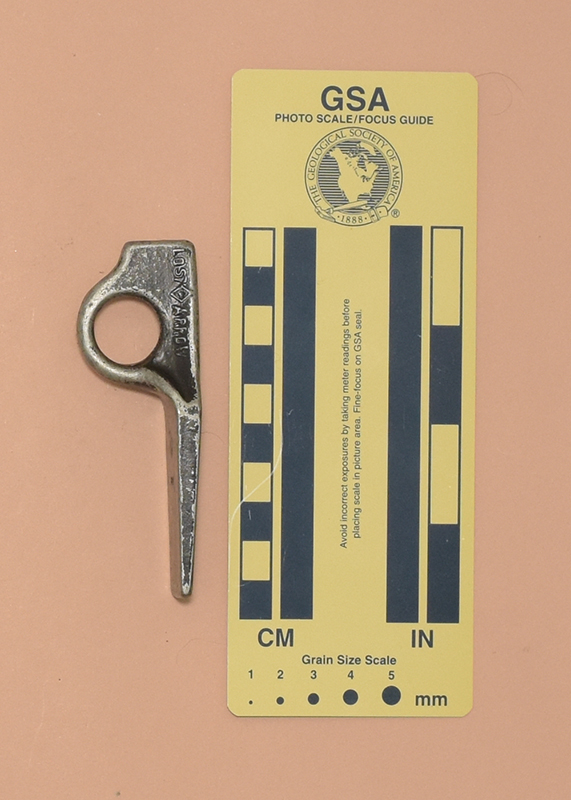 LOST ARROW
GSA
PHOTO SCALE/FOCUS GUIDE
THE GEOLOGICAL SOCIETY OF AMERICA
·1888·
®
Avoid incorrect exposures by taking meter readings before
placing scale in picture area. Fine-focus on GSA seal.
CM
IN
Grain Size Scale
1 2 3 4 5
mm